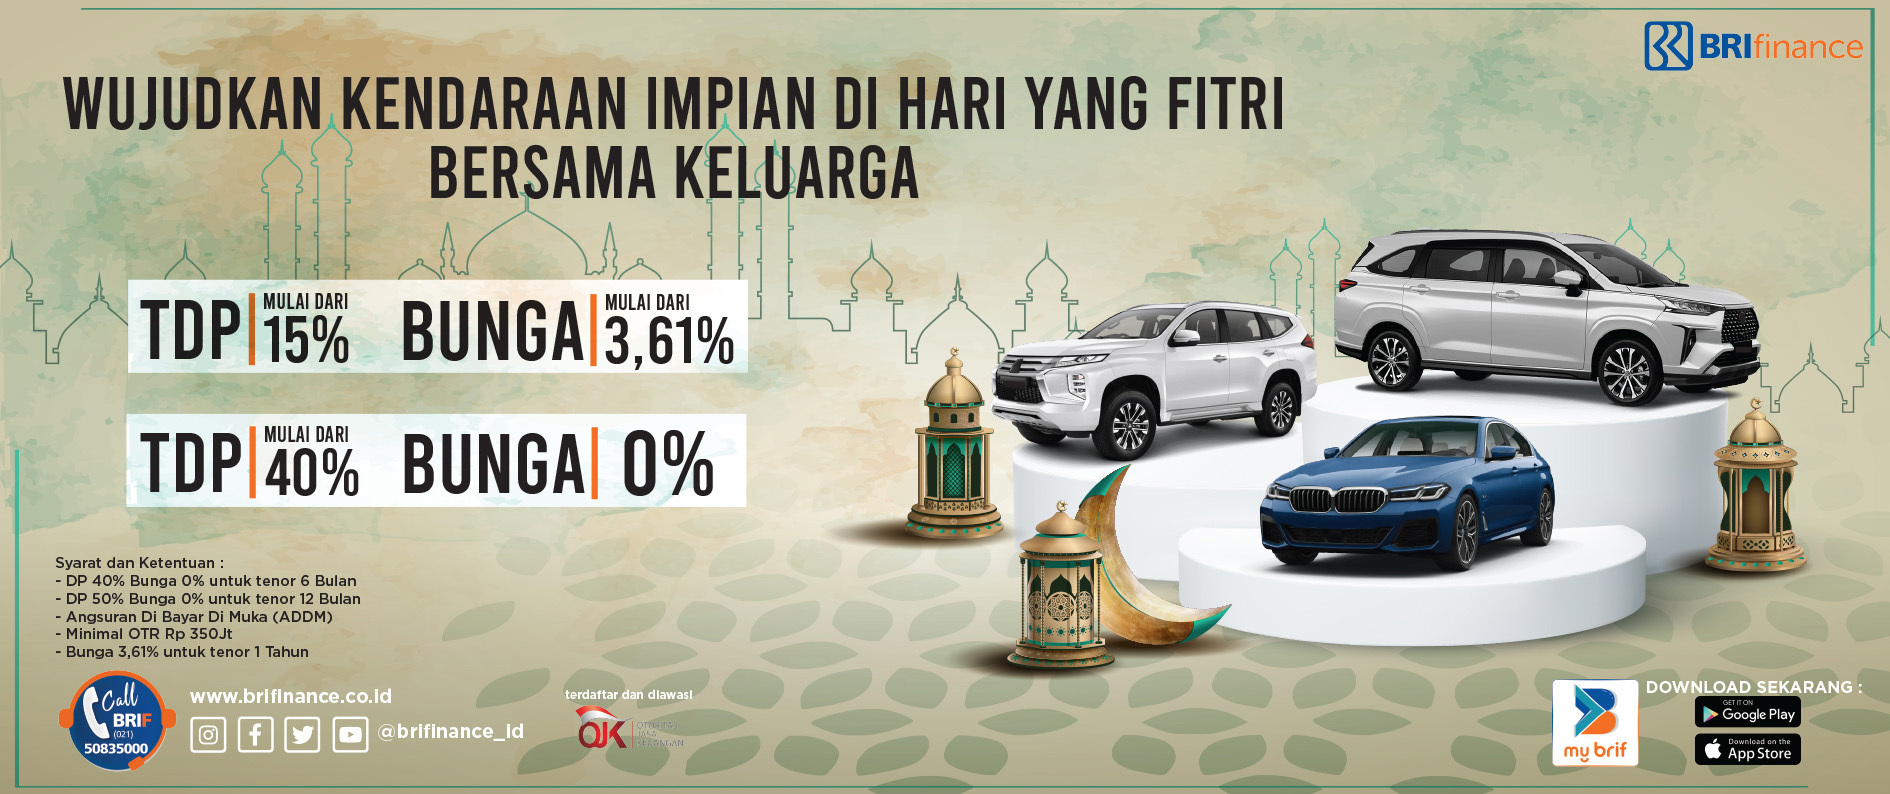 BRIfinance
WUJUDKAN KENDARAAN IMPIAN DI HARI YANG FITRI
BERSAMA KELUARGA
TDP MULAI DARI 15% BUNGA MULAI DARI 3,61%
TDP MULAI DARI 40% BUNGA 0%
Syarat dan Ketentuan :
- DP 40% Bunga 0% untuk tenor 6 Bulan
- DP 50% Bunga 0% untuk tenor 12 Bulan
- Angsuran Di Bayar Di Muka (ADDM)
- Minimal OTR Rp 350Jt
- Bunga 3,61% untuk tenor 1 Tahun
Call
BRIF
(021)
50835000
www.brifinance.co.id
@brifinance_id
terdaftar dan diawasi
OJK
OTORITAS
JASA
KEUANGAN
my brif
DOWNLOAD SEKARANG :
GET IT ON
Google Play
Download on the
App Store